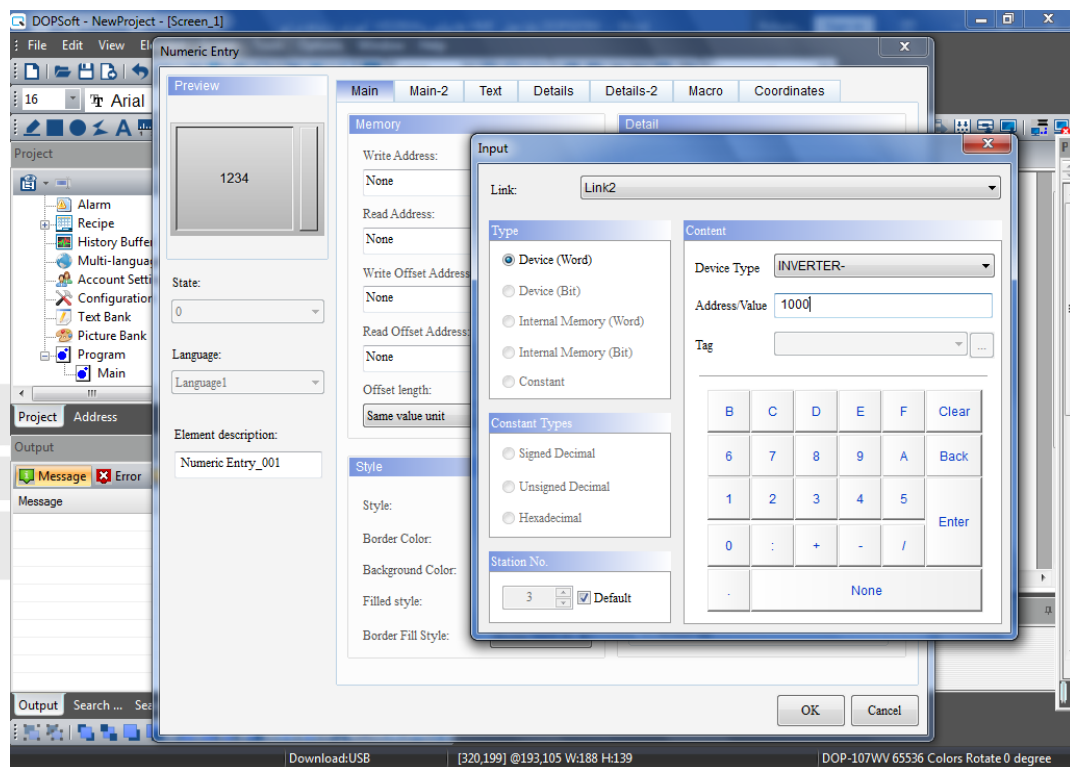 DOPSoft - NewProject - [Screen_1]
File Edit View
16 Arial
Project
Alarm
Recipe
History Buffe
Multi-langua
Account Setti
Configuration
Text Bank
Picture Bank
Program
Main
Project Address
Output
Message Error
Message
Output Search ... Sea
Numeric Entry
Preview
1234
State:
0
Language:
Language1
Element description:
Numeric Entry_001
Main Main-2 Text Details Details-2 Macro Coordinates
Memory
Write Address:
None
Read Address:
None
Write Offset Address
None
Read Offset Address:
None
Offset length:
Same value unit
Style
Style:
Border Color:
Background Color:
Filled style:
Border Fill Style:
Detail
Input
Link: Link2
Type
Device (Word)
Device (Bit)
Internal Memory (Word)
Internal Memory (Bit)
Constant
Constant Types
Signed Decimal
Unsigned Decimal
Hexadecimal
Station No.
3 Default
Content
Device Type INVERTER-
Address/Value 1000
Tag ...
B C D E F Clear
6 7 8 9 A Back
1 2 3 4 5 Enter
0 : + - /
. None
OK Cancel
Download:USB [320,199] @193,105 W:188 H:139 DOP-107WV 65536 Colors Rotate 0 degree